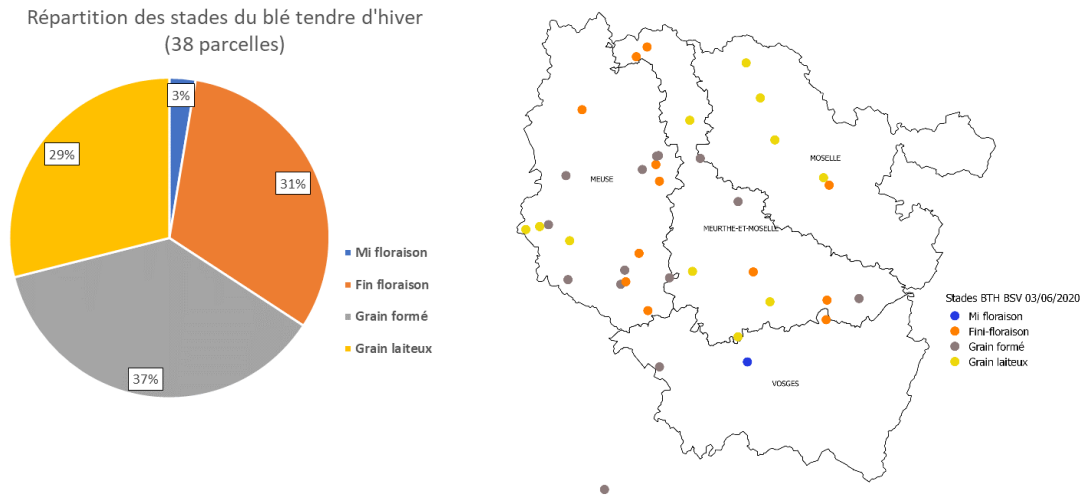 Répartition des stades du blé tendre d'hiver
(38 parcelles)
3%
29%
31%
37%
Mi floraison
Fin floraison
Grain formé
Grain laiteux
MOSELLE
MEUSE
MEURTHE-ET-MOSELLE
VOSGES
Stades BTH BSV 03/06/2020
Mi floraison
Fini-floraison
Grain formé
Grain laiteux